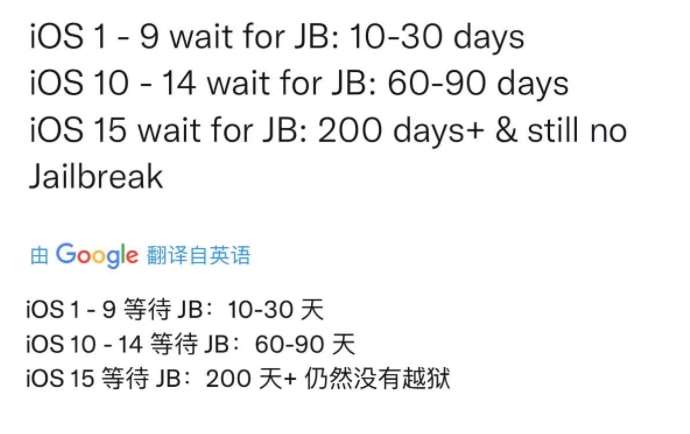 iOS 1 - 9 wait for JB: 10-30 days
iOS 10 - 14 wait for JB: 60-90 days
iOS 15 wait for JB: 200 days+ & still no
Jailbreak
由 Google 翻译自英语
iOS 1 - 9 等待 JB：10-30 天
iOS 10 - 14 等待 JB：60-90 天
iOS 15 等待 JB：200 天+ 仍然没有越狱